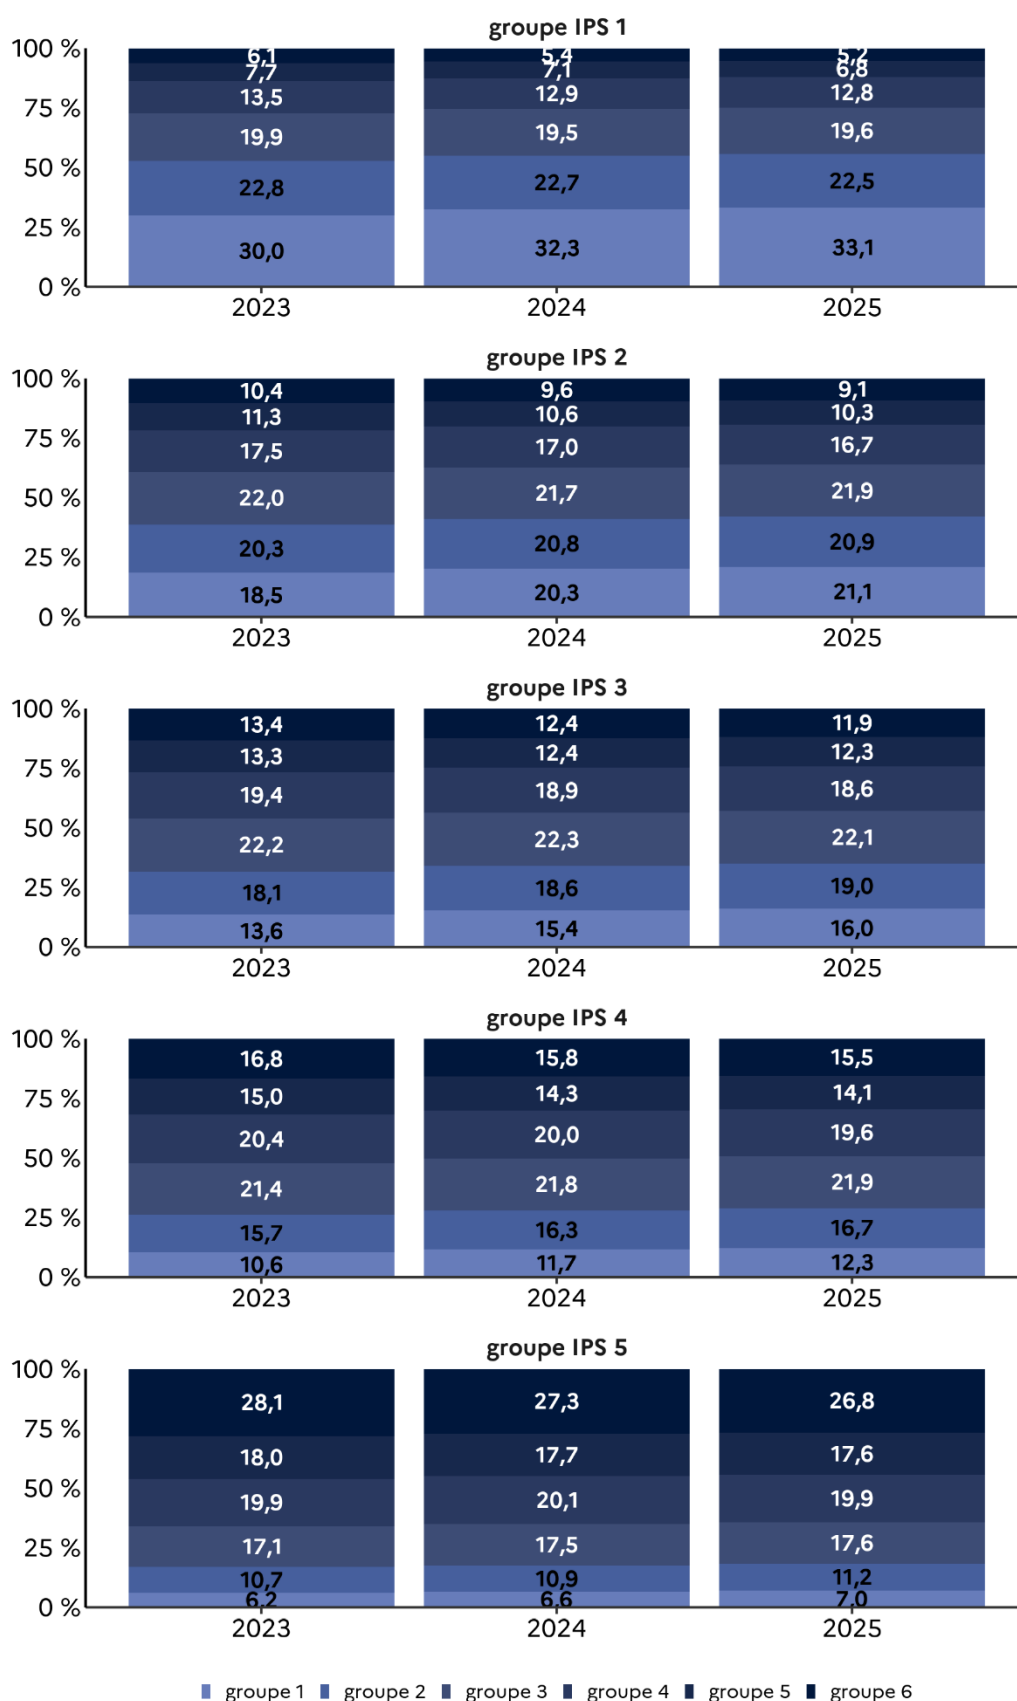 groupe IPS 1
100 %
75 %
50 %
25 %
0 %
6,1 5,4 5,2
7,7 7,1 6,8
13,5 12,9 12,8
19,9 19,5 19,6
22,8 22,7 22,5
30,0 32,3 33,1
2023 2024 2025
groupe IPS 2
100 %
75 %
50 %
25 %
0 %
10,4 9,6 9,1
11,3 10,6 10,3
17,5 17,0 16,7
22,0 21,7 21,9
20,3 20,8 20,9
18,5 20,3 21,1
2023 2024 2025
groupe IPS 3
100 %
75 %
50 %
25 %
0 %
13,4 12,4 11,9
13,3 12,4 12,3
19,4 18,9 18,6
22,2 22,3 22,1
18,1 18,6 19,0
13,6 15,4 16,0
2023 2024 2025
groupe IPS 4
100 %
75 %
50 %
25 %
0 %
16,8 15,8 15,5
15,0 14,3 14,1
20,4 20,0 19,6
21,4 21,8 21,9
15,7 16,3 16,7
10,6 11,7 12,3
2023 2024 2025
groupe IPS 5
100 %
75 %
50 %
25 %
0 %
28,1 27,3 26,8
18,0 17,7 17,6
19,9 20,1 19,9
17,1 17,5 17,6
10,7 10,9 11,2
6,2 6,6 7,0
2023 2024 2025
groupe 1 groupe 2 groupe 3 groupe 4 groupe 5 groupe 6